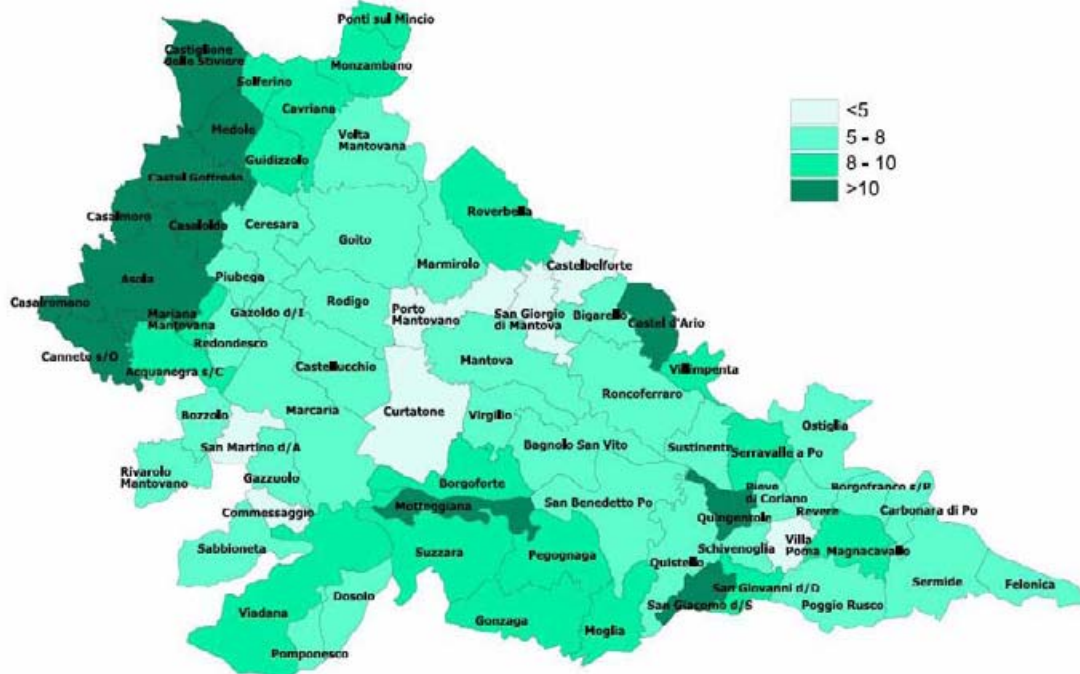 Ponti sul Mincio
Castiglione
delle Stiviere
Monzambano
Solferino
Cavriana
Medole
Volta
Mantovana
Guidizzolo
Castel Goffredo
<5
5 - 8
8 - 10
>10
Casalmoro
Casaloldo
Ceresara
Roverbella
Goito
Marmirolo
Castelbelforte
Asola
Piubega
Casalromano
Mariana
Mantovana
Gazoldo d/I
Rodigo
Porto
Mantovano
San Giorgio
di Mantova
Bigarello
Castel d'Ario
Redondesco
Canneto s/O
Acquanegra s/C
Castellucchio
Mantova
Villimpenta
Roncoferraro
Bozzolo
Marcaria
Curtatone
Virgilio
Ostiglia
San Martino d/A
Bagnolo San Vito
Sustinente
Serravalle a Po
Rivarolo
Mantovano
Gazzuolo
Borgoforte
Pieve
di Coriano
Borgofranco s/P
Commessaggio
Motteggiana
San Benedetto Po
Quingentole
Revere
Carbonara di Po
Sabbioneta
Suzzara
Pegognaga
Quistello
Schivenoglia
Villa
Poma
Magnacavallo
Viadana
Dosolo
San Giovanni d/D
Sermide
Felonica
Gonzaga
Moglia
San Giacomo d/S
Poggio Rusco
Pomponesco